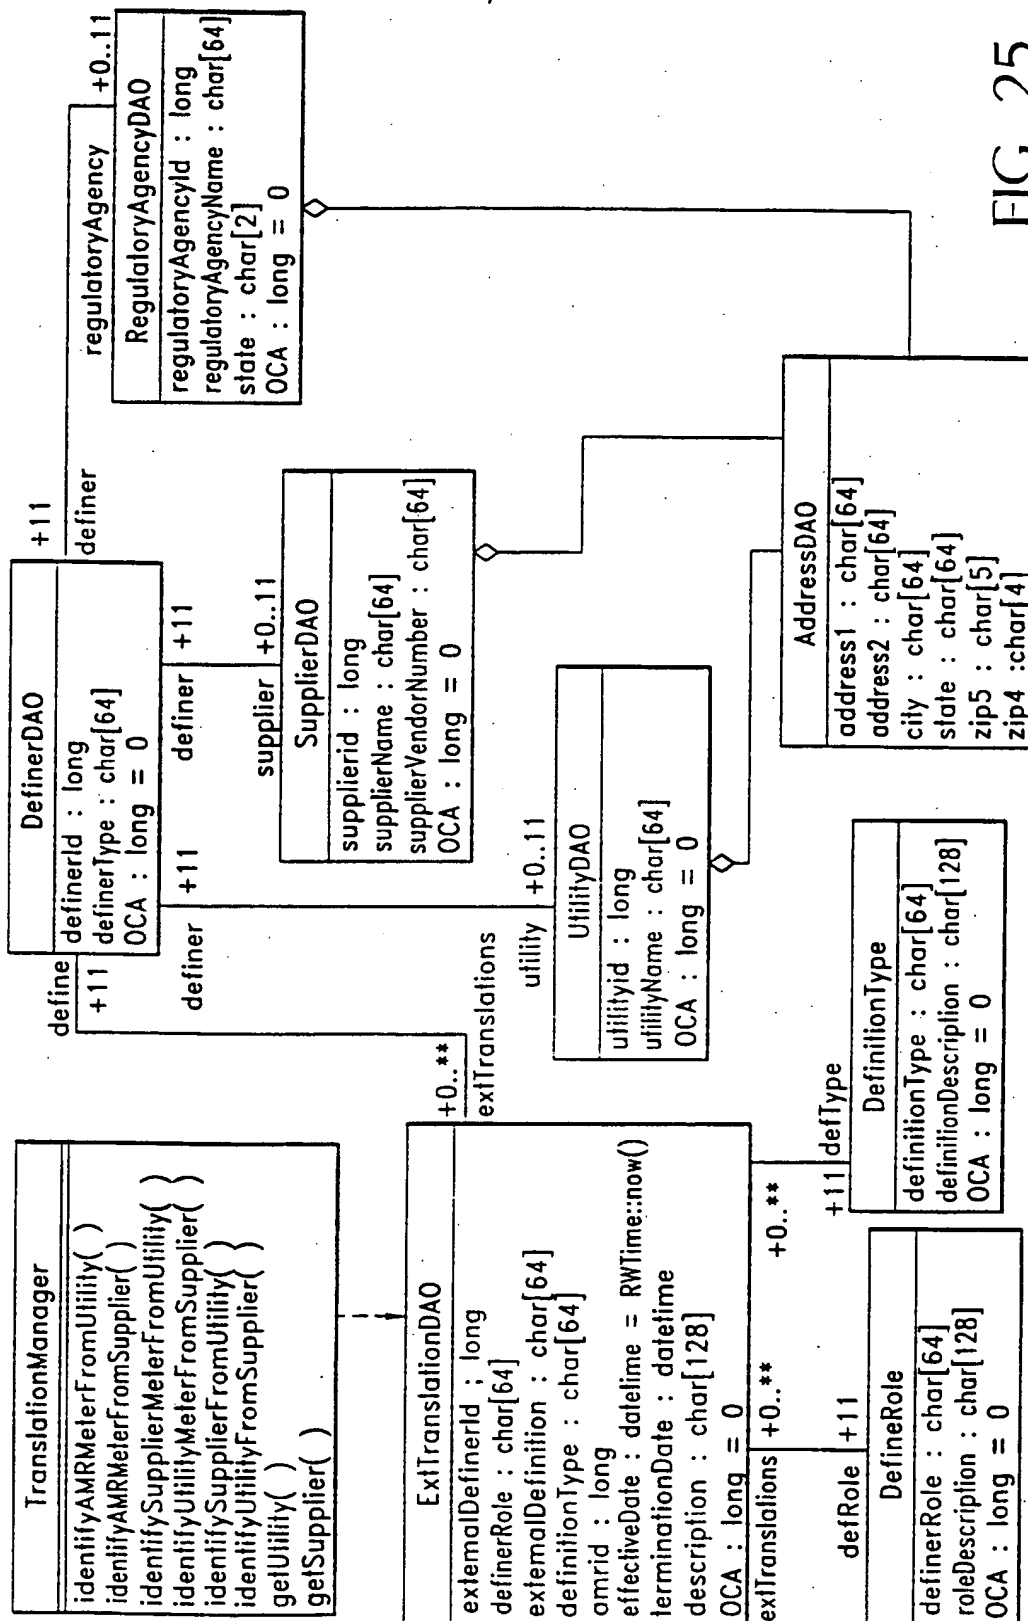 TranslationManager
identifyAMRMeterFromUtility( )
identifyAMRMeterFromSupplier( )
identifySupplierMeterFromUtility( )
identifyUtilityMeterFromSupplier( )
identifySupplierFromUtility( )
identifyUtilityFromSupplier( )
getUtility( )
getSupplier( )
define
+11
DefinerDAO
definerId : long
definerType : char[64]
OCA : long = 0
+11
definer
regulatoryAgency
+0..11
RegulatoryAgencyDAO
regulatoryAgencyId : long
regulatoryAgencyName : char[64]
state : char[2]
OCA : long = 0
definer
+11
definer
+11
supplier
+0..11
SupplierDAO
supplierid : long
supplierName : char[64]
supplierVendorNumber : char[64]
OCA : long = 0
+0..**
extTranslations
utility
+0..11
UtilityDAO
utilityid : long
utilityName : char[64]
OCA : long = 0
ExtTranslationDAO
externalDefinerId ; long
definerRole : char[64]
externalDefinition : char[64]
definitionType : char[64]
amrid : long
effectiveDate : datetime = RWTime::now()
terminationDate : datetime
description : char[128]
OCA : long = 0
extTranslations
+0..**
+0..**
defRole
+11
+11
defType
DefineRole
definerRole : char[64]
roleDescription : char[128]
OCA : long = 0
DefinitionType
definitionType : char[64]
definitionDescription : char[128]
OCA : long = 0
AddressDAO
address1 : char[64]
address2 : char[64]
city : char[64]
state : char[64]
zip5 : char[5]
zip4 :char[4]
FIG. 25